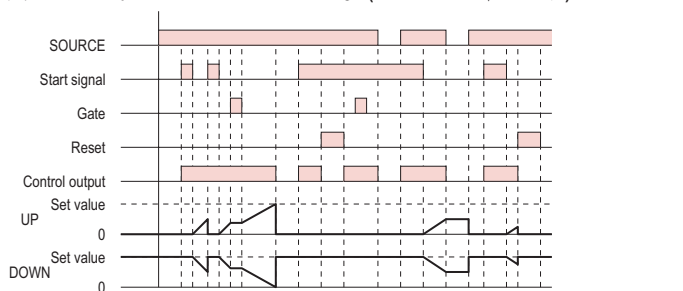 SOURCE
Start signal
Gate
Reset
Control output
Set value
UP
0
Set value
DOWN
0